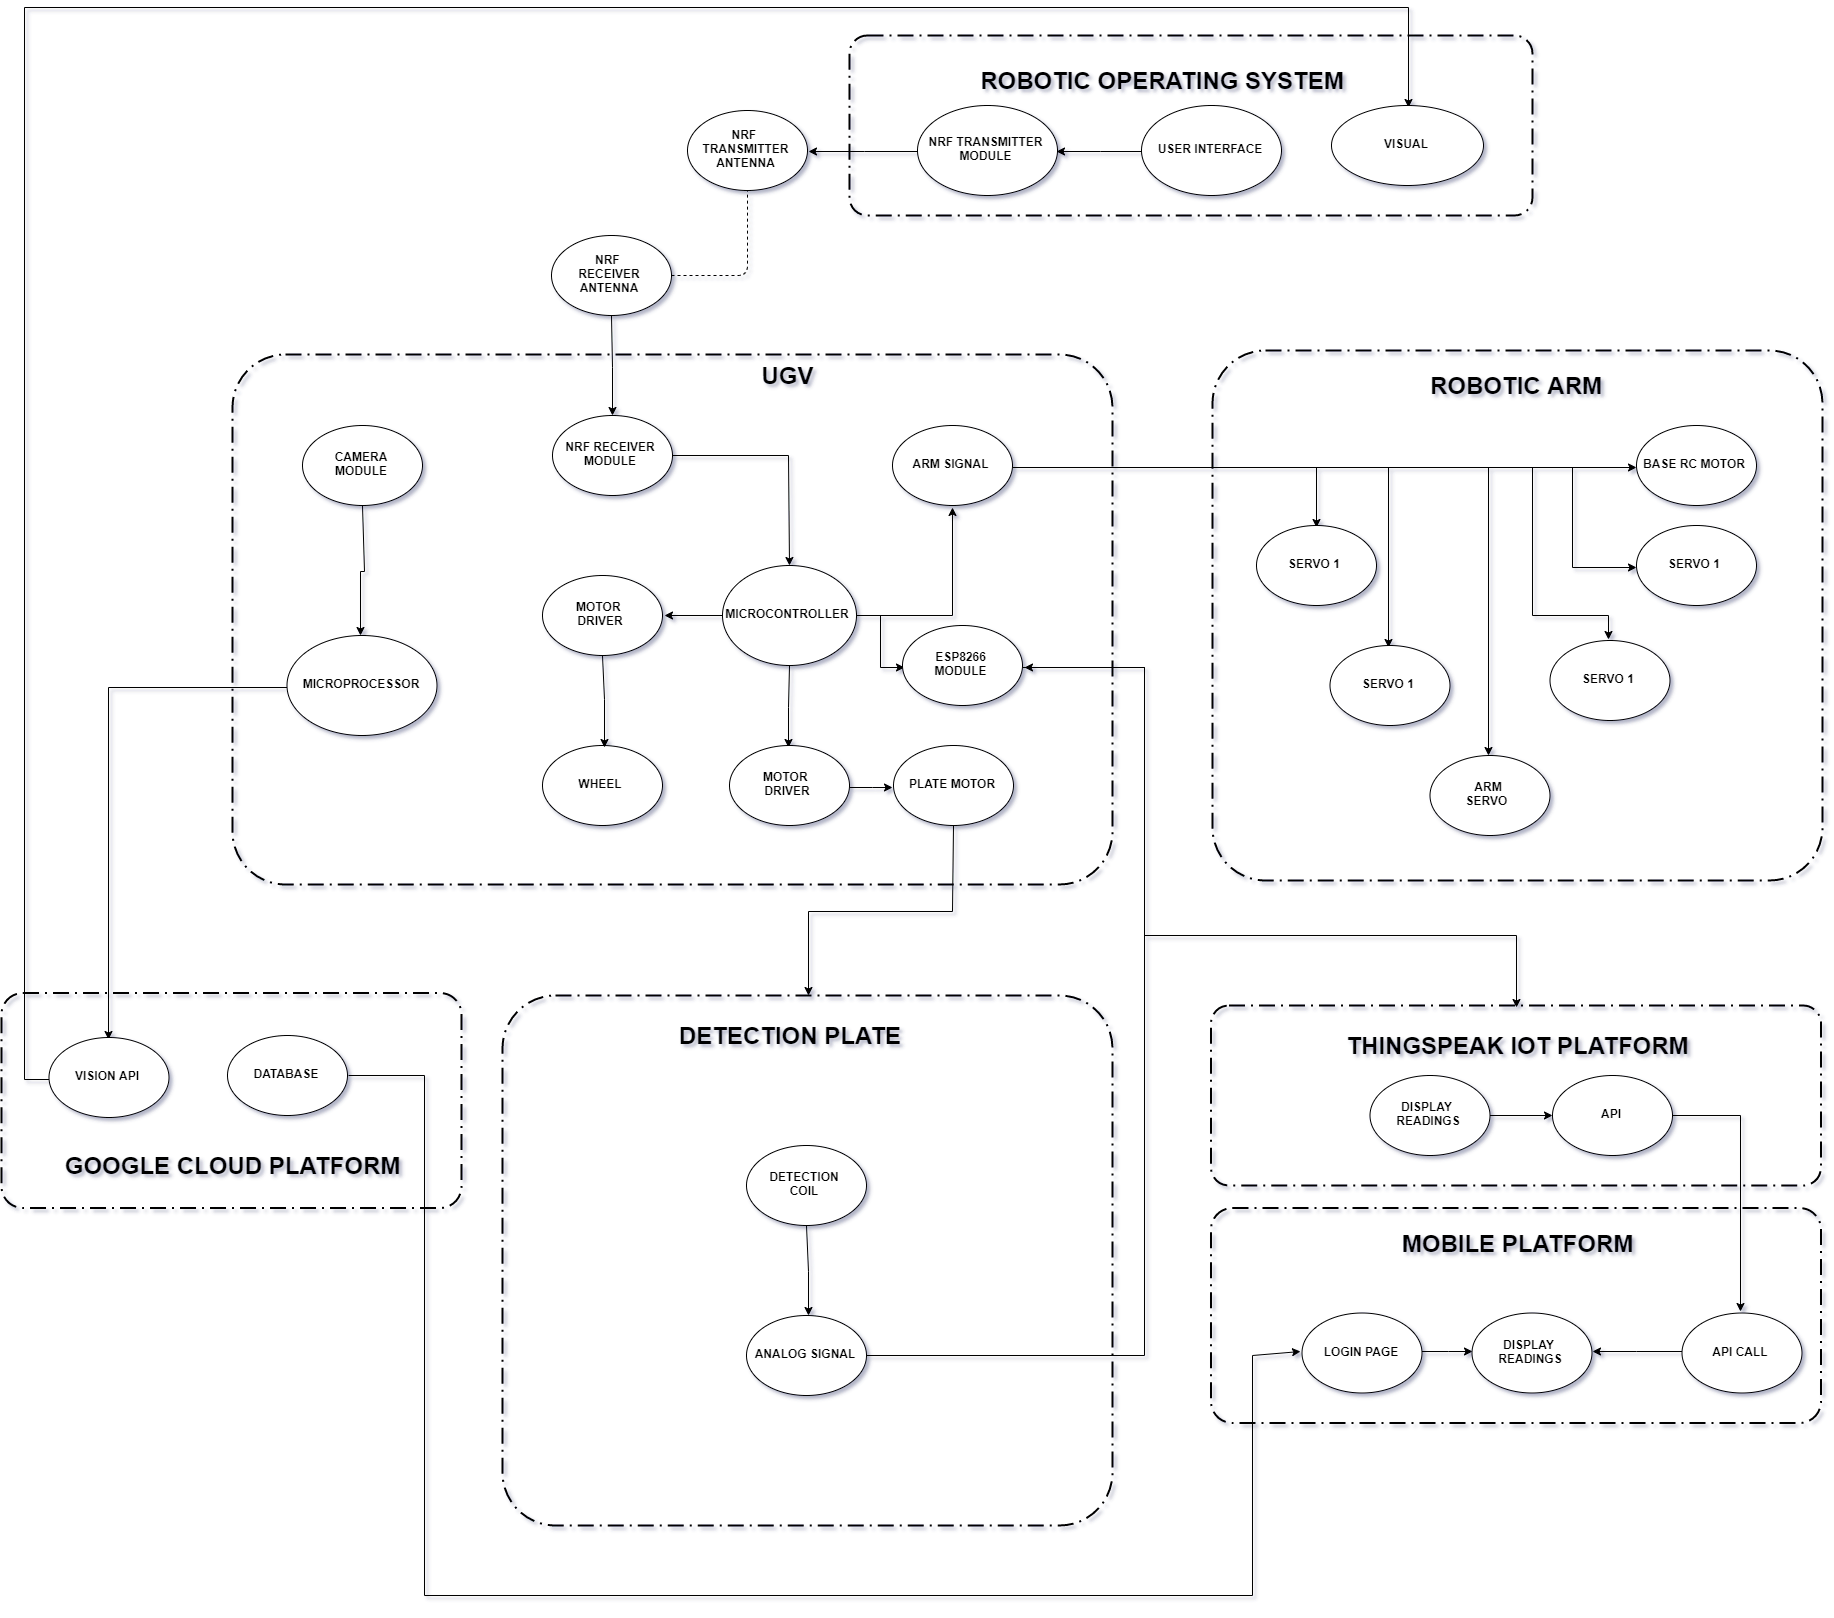 ROBOTIC OPERATING SYSTEM
NRF
TRANSMITTER
ANTENNA
NRF TRANSMITTER
MODULE
USER INTERFACE
VISUAL
NRF
RECEIVER
ANTENNA
UGV
CAMERA
MODULE
NRF RECEIVER
MODULE
ARM SIGNAL
MOTOR
DRIVER
MICROCONTROLLER
ESP8266
MODULE
MICROPROCESSOR
WHEEL
MOTOR
DRIVER
PLATE MOTOR
ROBOTIC ARM
BASE RC MOTOR
SERVO 1
SERVO 1
SERVO 1
SERVO 1
ARM
SERVO
VISION API
DATABASE
GOOGLE CLOUD PLATFORM
DETECTION PLATE
DETECTION
COIL
ANALOG SIGNAL
THINGSPEAK IOT PLATFORM
DISPLAY
READINGS
API
MOBILE PLATFORM
LOGIN PAGE
DISPLAY
READINGS
API CALL